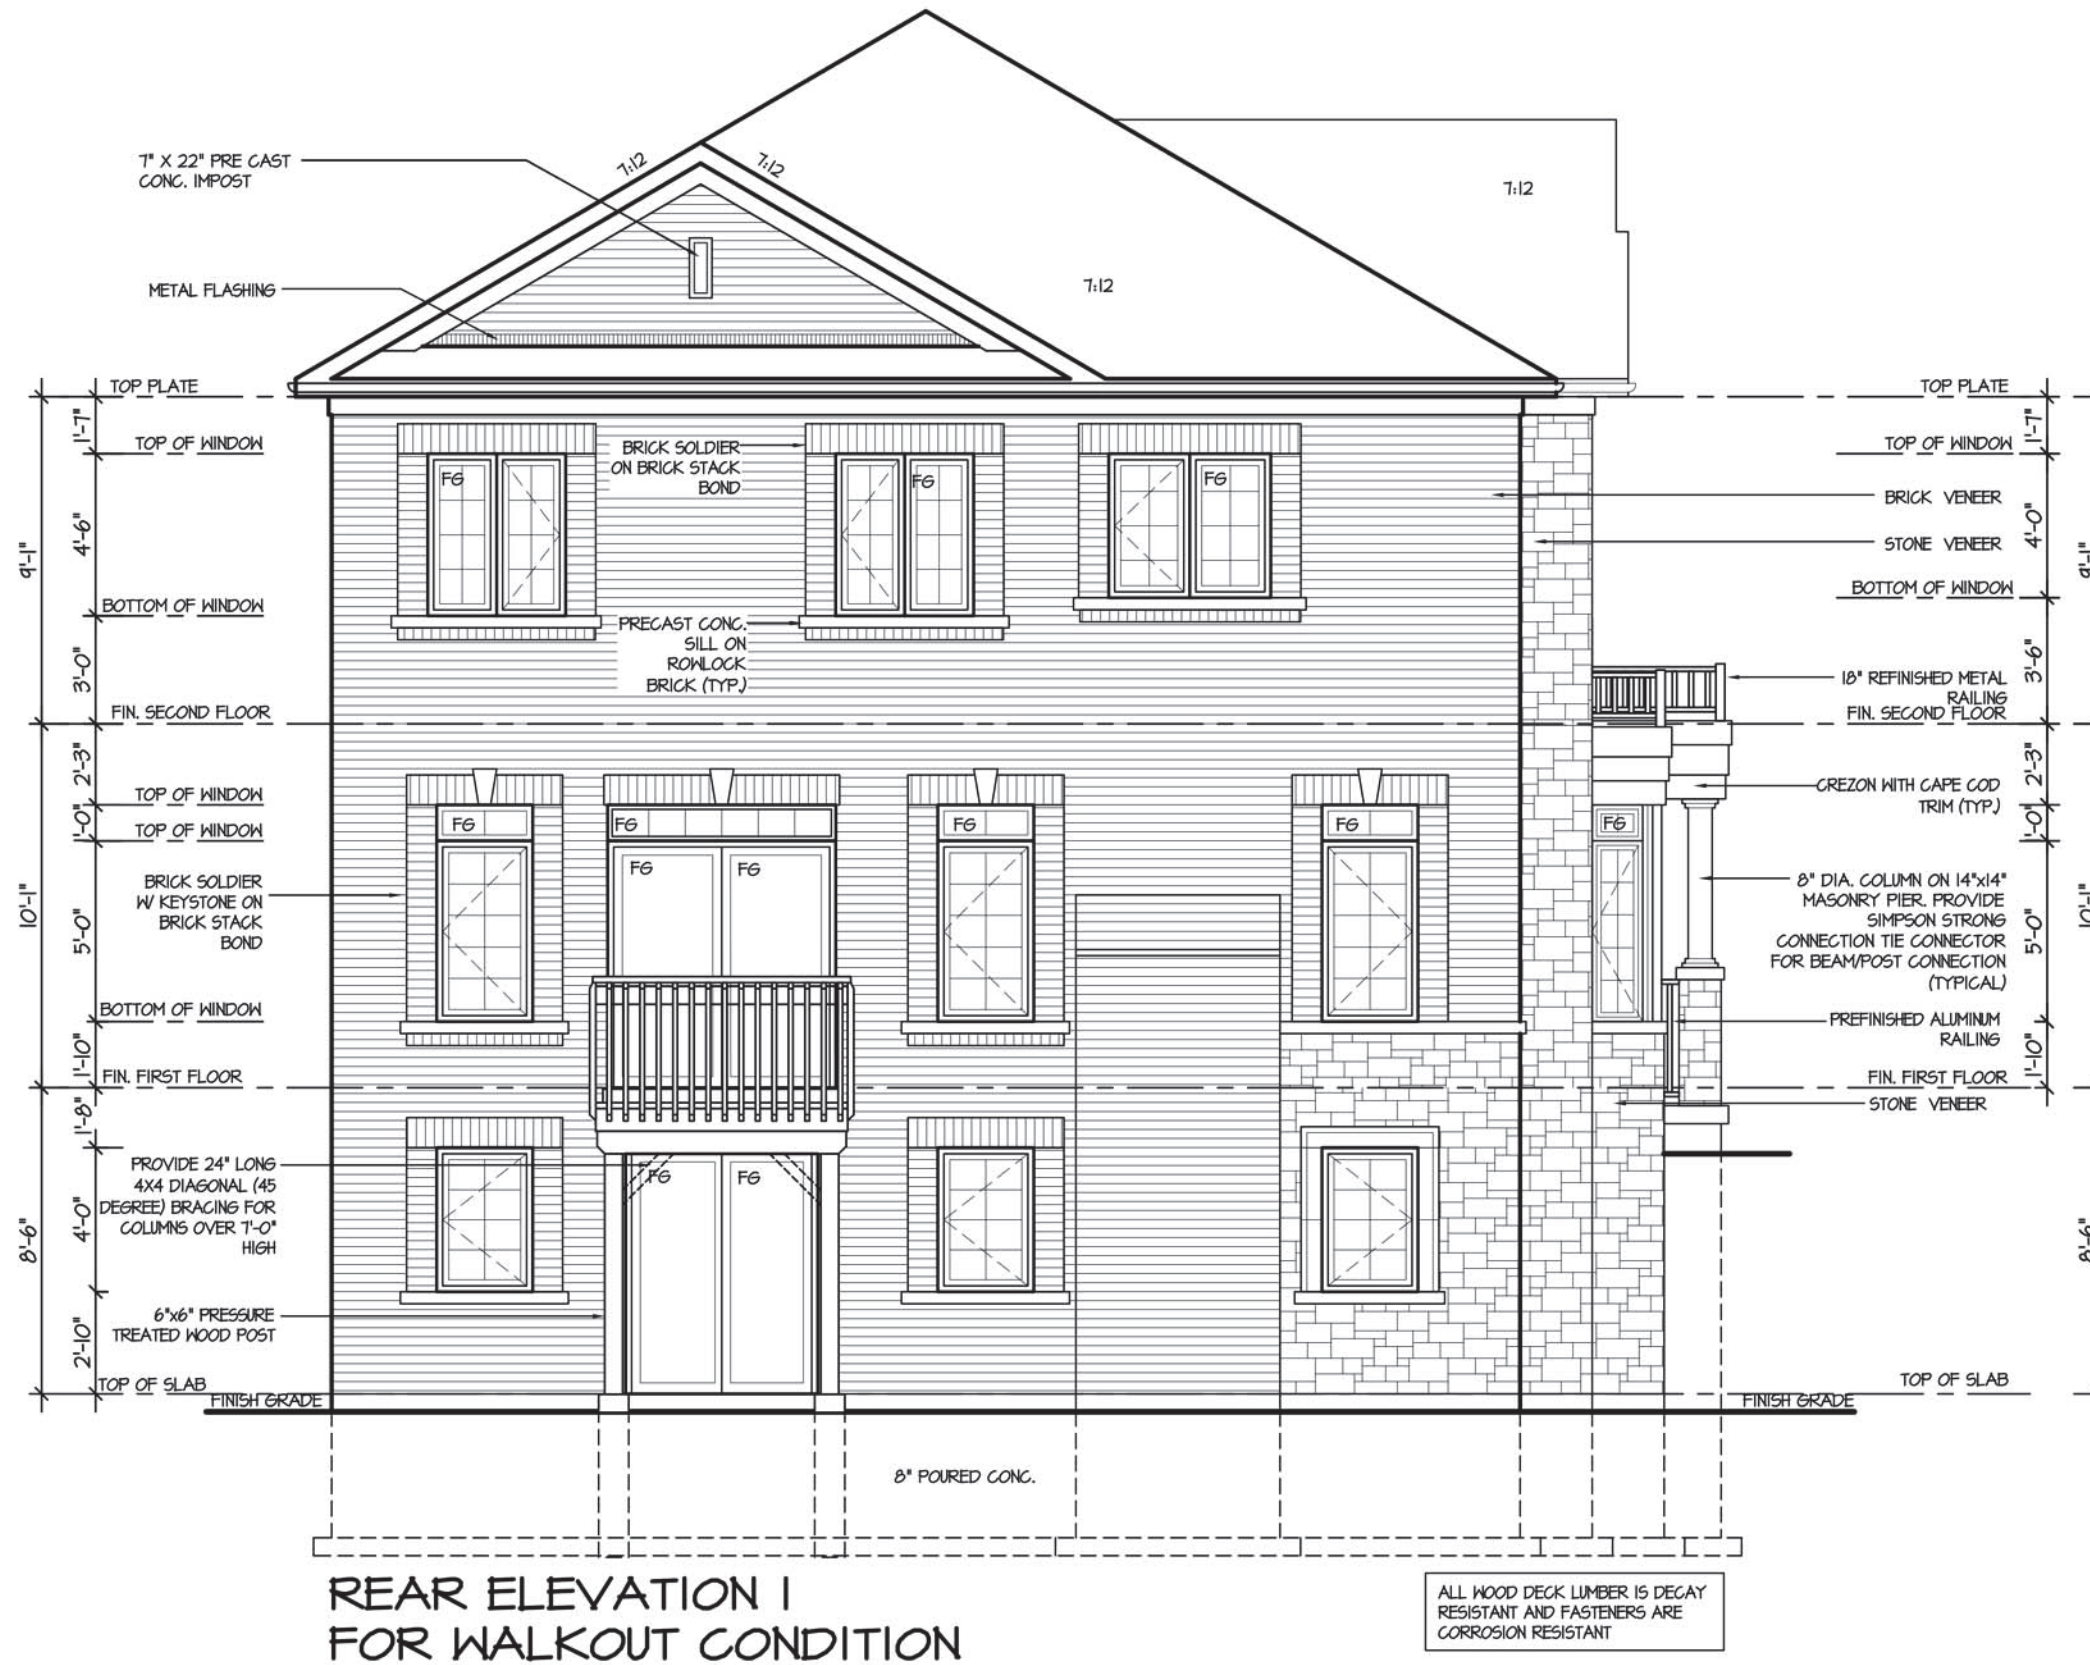 7" X 22" PRE CAST
CONC. IMPOST
7:12
7:12
7:12
7:12
METAL FLASHING
TOP PLATE
TOP PLATE
1'-7"
1'-7"
TOP OF WINDOW
TOP OF WINDOW
BRICK SOLDIER
ON BRICK STACK
BOND
FG
FG
FG
BRICK VENEER
STONE VENEER
9'-1"
4'-6"
4'-0"
9'-1"
BOTTOM OF WINDOW
BOTTOM OF WINDOW
PRECAST CONC.
SILL ON
ROWLOCK
BRICK (TYP.)
3'-0"
3'-6"
18" REFINISHED METAL
RAILING
FIN. SECOND FLOOR
FIN. SECOND FLOOR
2'-3"
2'-3"
CREZON WITH CAPE COD
TRIM (TYP.)
TOP OF WINDOW
1'-0"
1'-0"
TOP OF WINDOW
FG
FG
FG
FG
FG
FG
FG
BRICK SOLDIER
W/ KEYSTONE ON
BRICK STACK
BOND
8" DIA. COLUMN ON 14"x14"
MASONRY PIER. PROVIDE
SIMPSON STRONG
CONNECTION TIE CONNECTOR
FOR BEAM/POST CONNECTION
(TYPICAL)
10'-1"
5'-0"
5'-0"
10'-1"
BOTTOM OF WINDOW
PREFINISHED ALUMINUM
RAILING
1'-10"
1'-10"
FIN. FIRST FLOOR
FIN. FIRST FLOOR
STONE VENEER
1'-8"
PROVIDE 24" LONG
4X4 DIAGONAL (45
DEGREE) BRACING FOR
COLUMNS OVER 7'-0"
HIGH
FG
FG
8'-6"
4'-0"
8'-6"
6"x6" PRESSURE
TREATED WOOD POST
2'-10"
TOP OF SLAB
TOP OF SLAB
FINISH GRADE
FINISH GRADE
8" POURED CONC.
REAR ELEVATION 1
FOR WALKOUT CONDITION
ALL WOOD DECK LUMBER IS DECAY
RESISTANT AND FASTENERS ARE
CORROSION RESISTANT